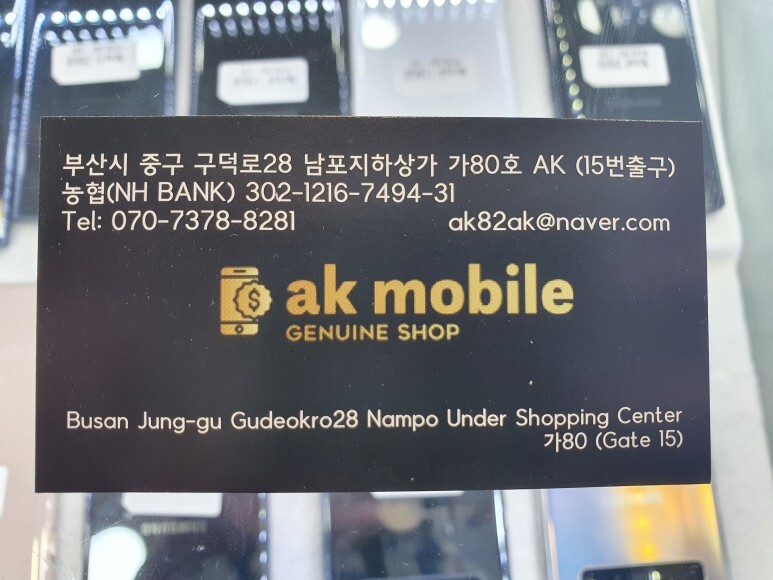 부산시 중구 구덕로28 남포지하상가 가80호 AK (15번출구)
농협(NH BANK) 302-1216-7494-31
Tel: 070-7378-8281 ak82ak@naver.com
ak mobile
GENUINE SHOP
Busan Jung-gu Gudeokro28 Nampo Under Shopping Center
가80 (Gate 15)